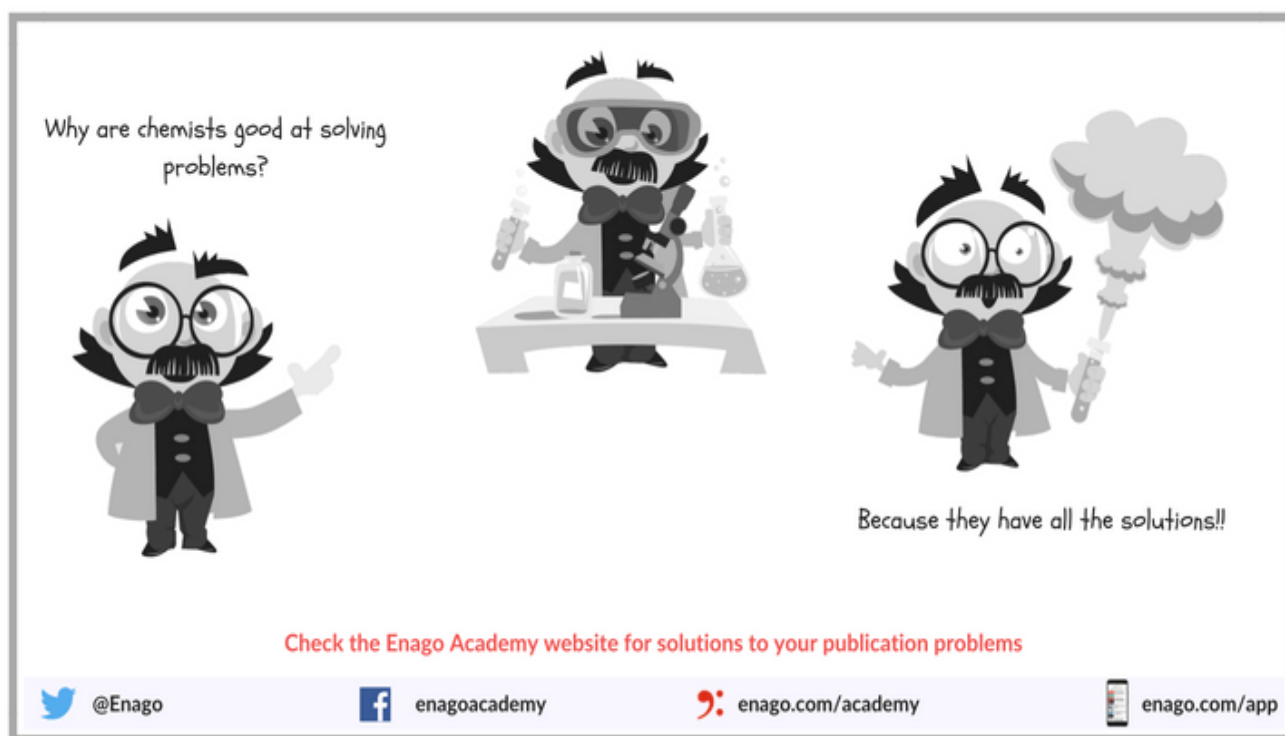 Why are chemists good at solving
problems?
Because they have all the solutions!!
Check the Enago Academy website for solutions to your publication problems
@Enago
enagoacademy
enago.com/academy
enago.com/app